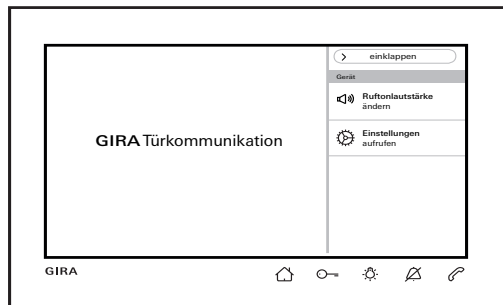 einklappen
Gerät
Ruftonlautstärke
ändern
Einstellungen
aufrufen
GIRA Türkommunikation
GIRA